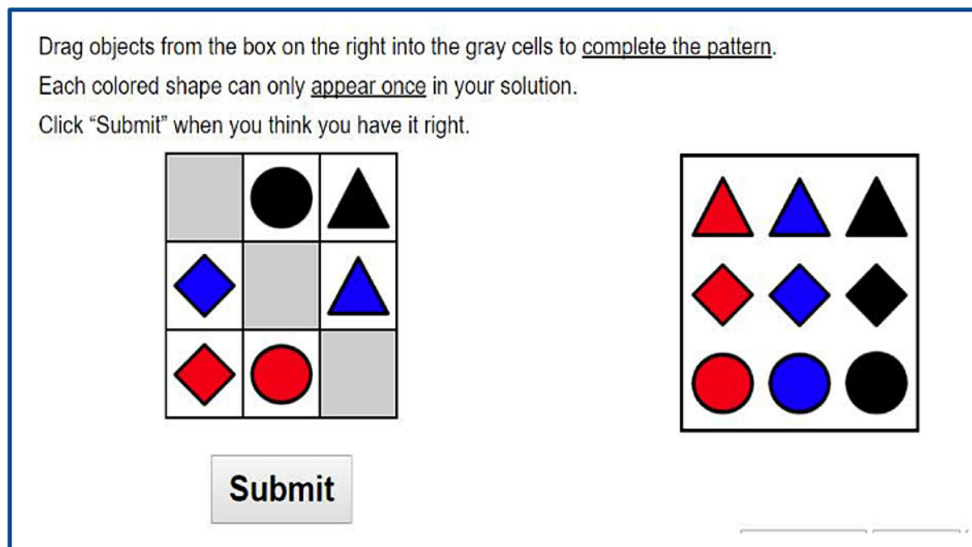 Drag objects from the box on the right into the gray cells to complete the pattern.
Each colored shape can only appear once in your solution.
Click “Submit” when you think you have it right.
Submit